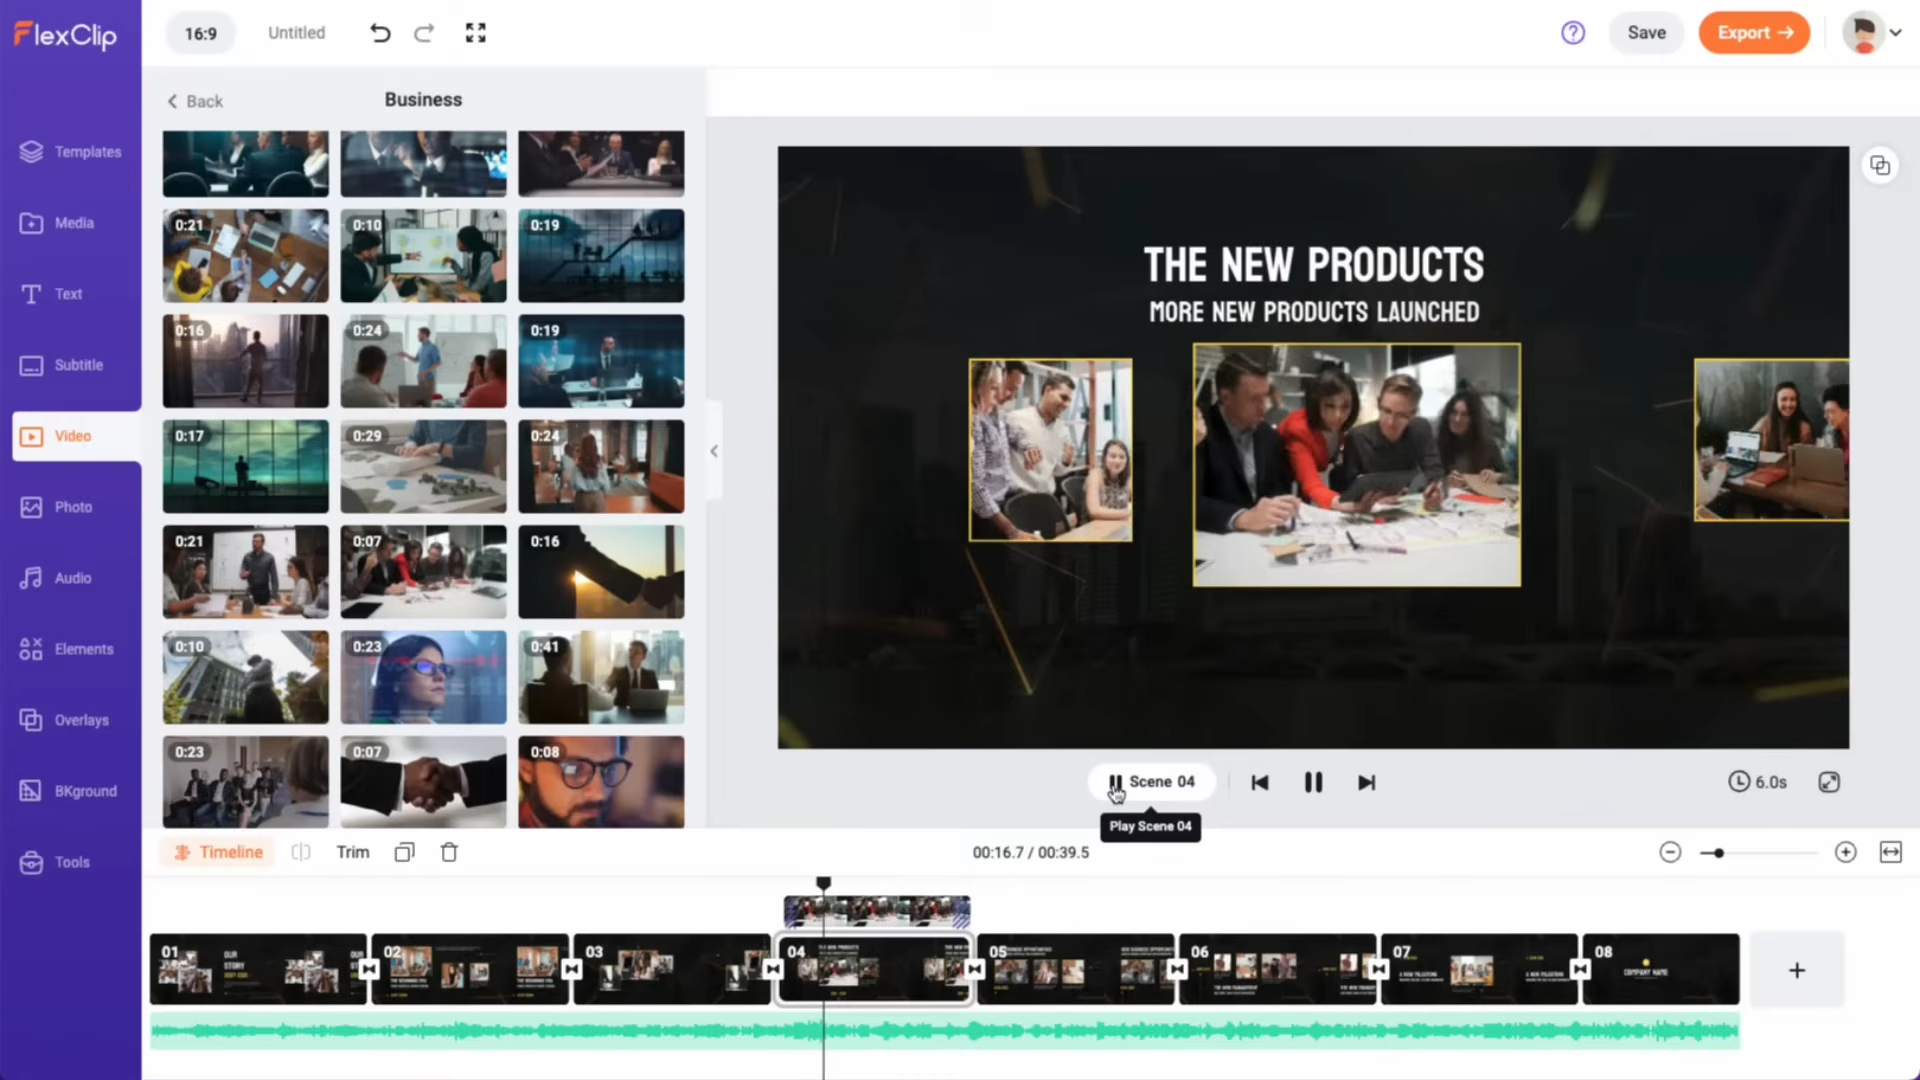 FlexClip
16:9
Untitled
Save
Export
Back
Business
Templates
Media
Text
Subtitle
Video
Photo
Audio
Elements
Overlays
BKground
Tools
0:21
0:10
0:19
0:16
0:24
0:19
0:17
0:29
0:24
0:21
0:07
0:16
0:10
0:23
0:41
0:23
0:07
0:08
THE NEW PRODUCTS
MORE NEW PRODUCTS LAUNCHED
Scene 04
6.0s
Play Scene 04
Timeline
Trim
00:16.7 / 00:39.5
01
OUR
STORY
02
03
04
05
06
07
08
COMPANY NAME